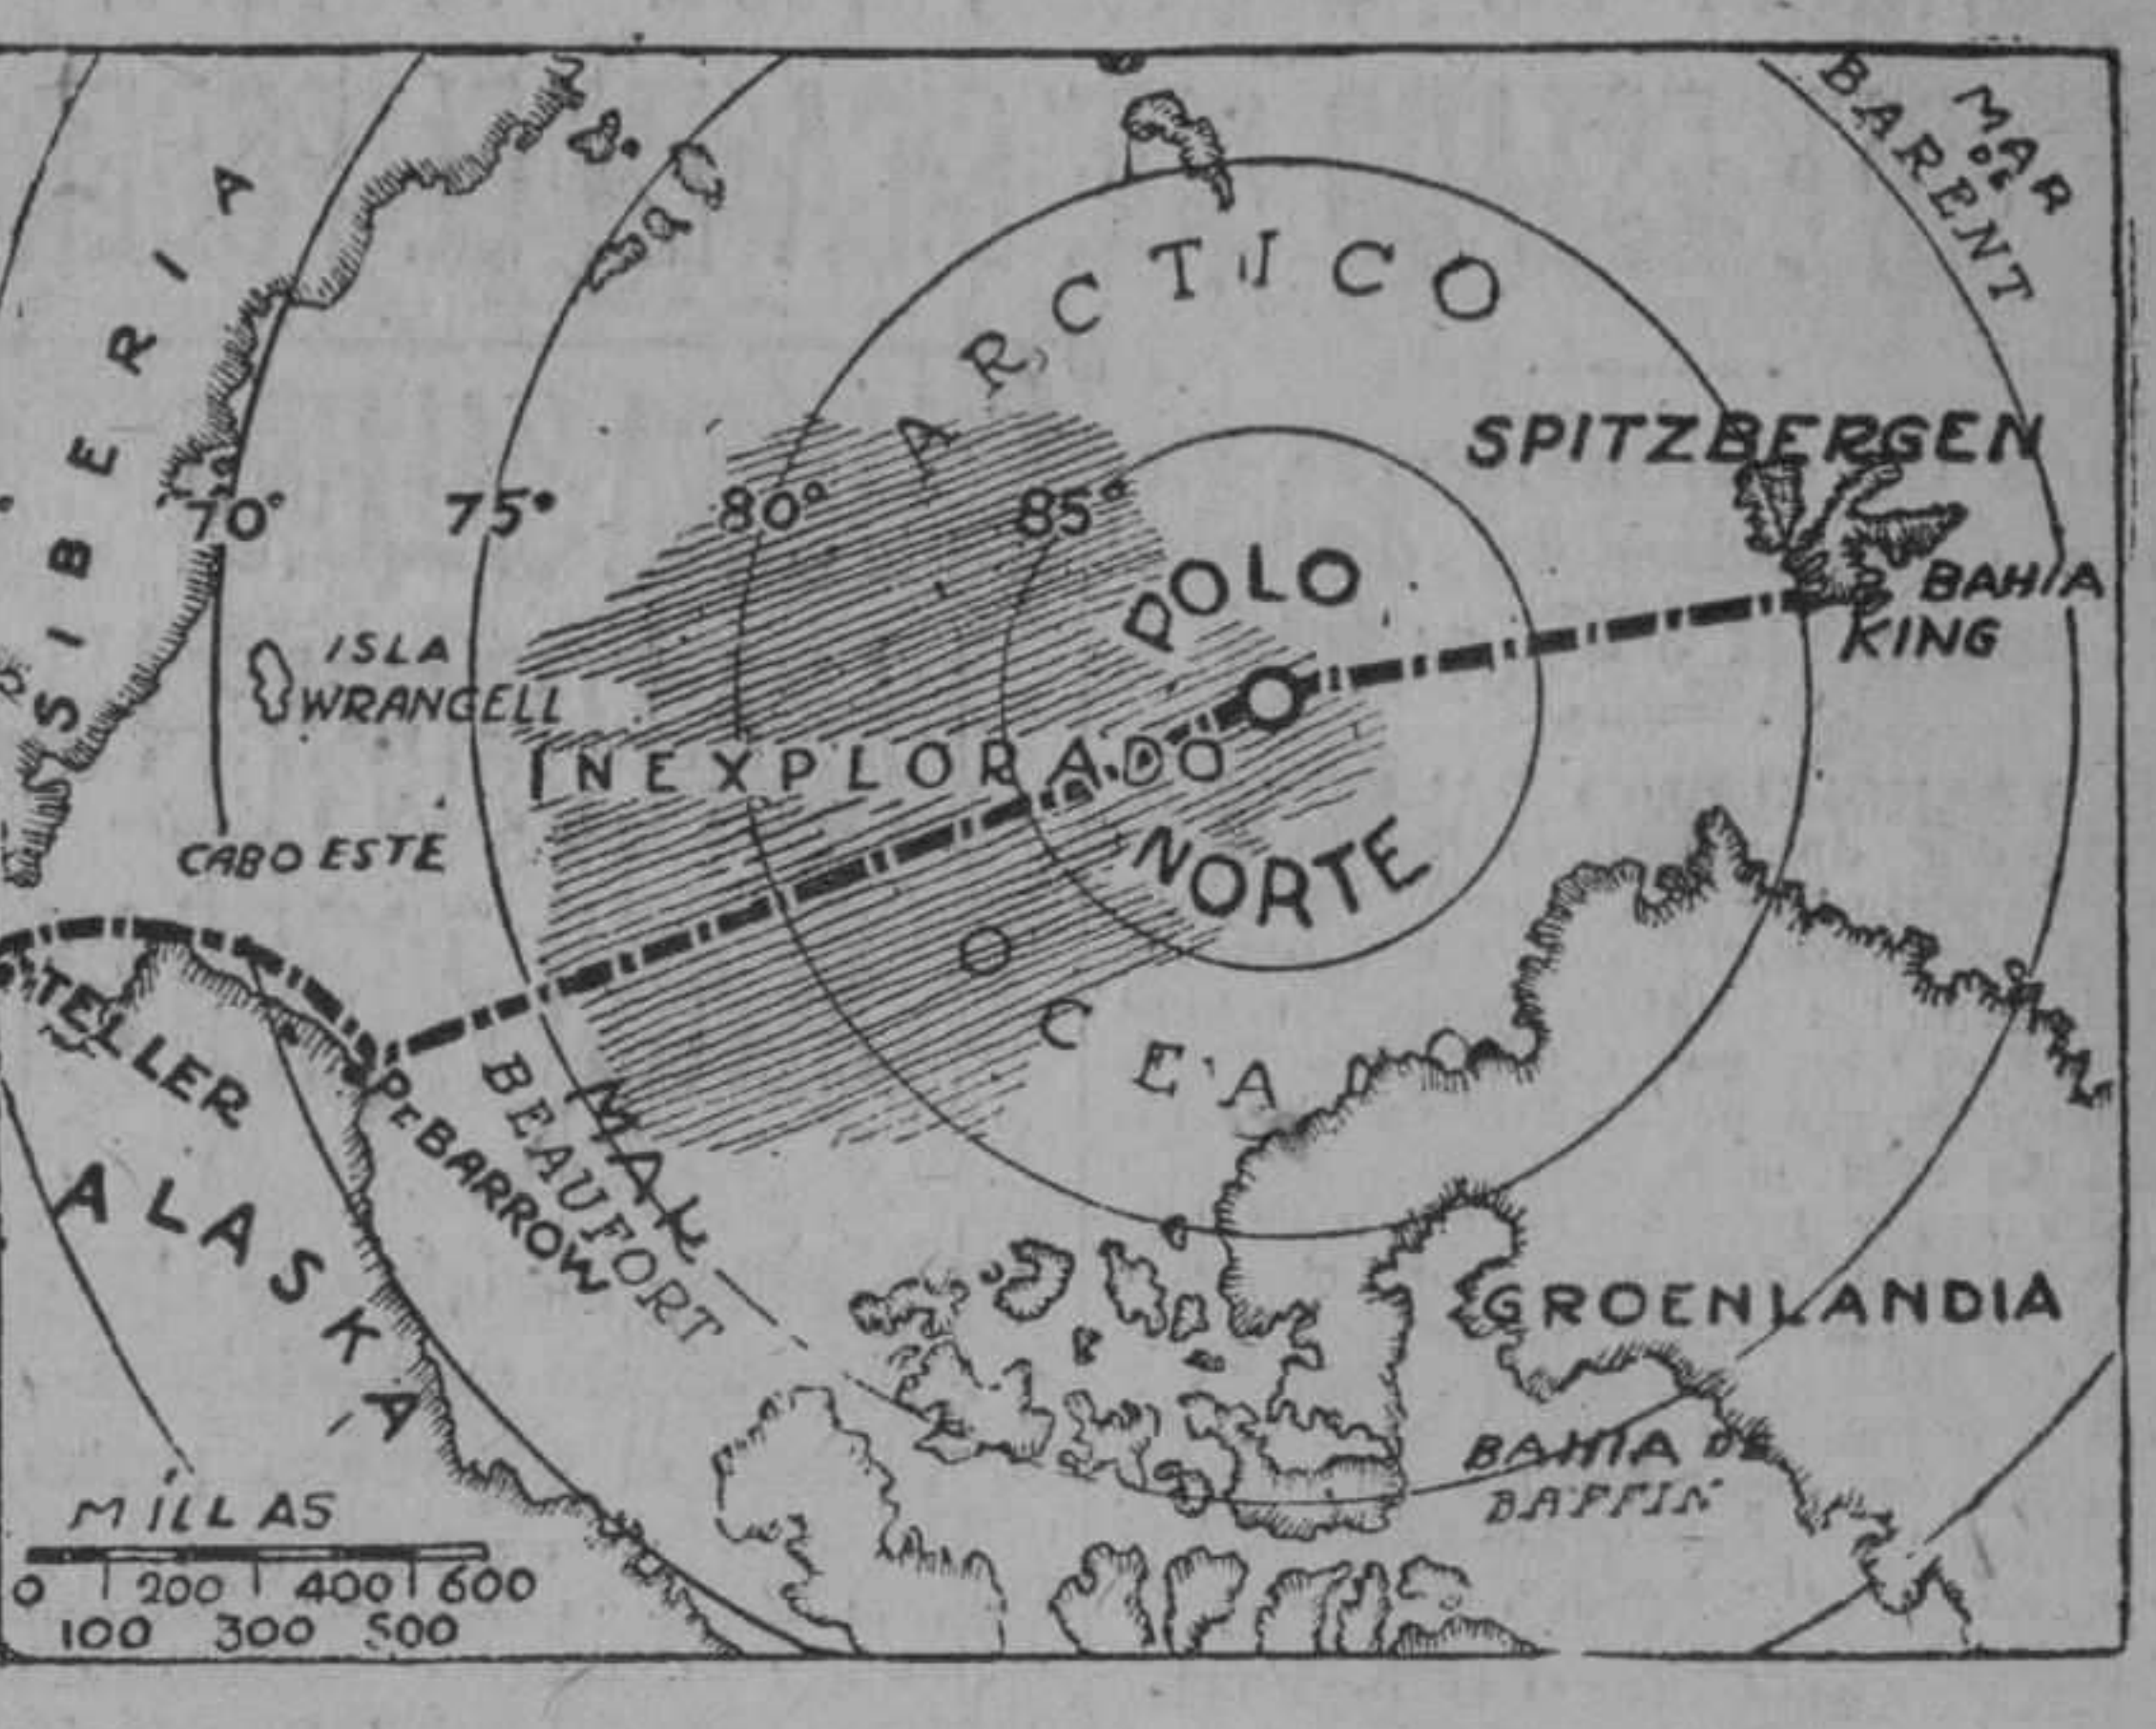 MAR
DE
BARENT
SIBERIA
ARCTICO
SPITZBERGEN
70°
75°
80°
85°
POLO
BAHIA
KING
ISLA
WRANGELL
INEXPLORADO
CABO ESTE
NORTE
OCEANO
TELLER
PT BARROW
MAR
BEAUFORT
ALASKA
GROENLANDIA
BAHIA DE
BAFFIN
MILLAS
0 200 400 600
100 300 500